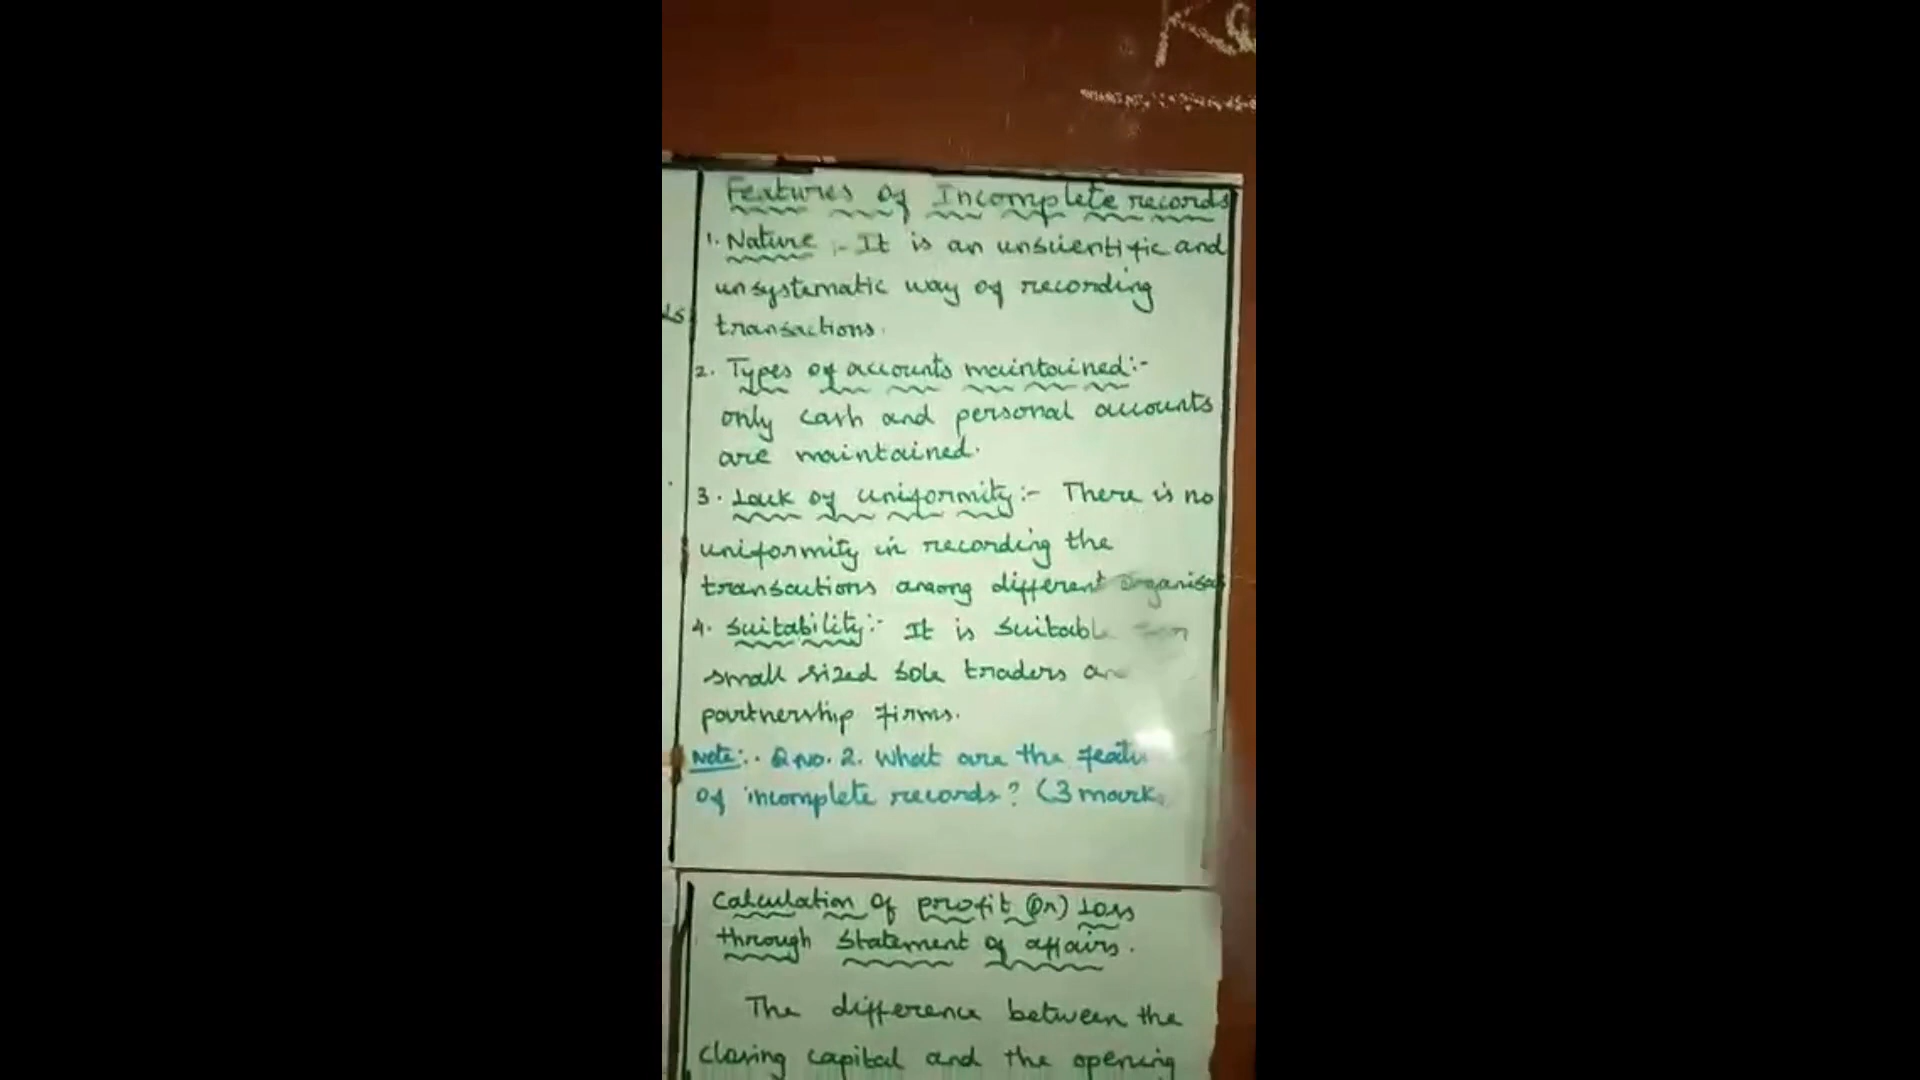 Features of Incomplete records
1. Nature :- It is an unscientific and
unsystematic way of recording
transactions.
2. Types of accounts maintained:-
only cash and personal accounts
are maintained.
3. Lack of uniformity:- There is no
uniformity in recording the
transactions among different organisa
4. Suitability:- It is suitable
small sized sole traders an
partnership firms.
Note:- Q no. 2. What are the featu
of incomplete records? (3 mark
Calculation of profit (or) Loss
through statement of affairs.
The difference between the
closing capital and the opening